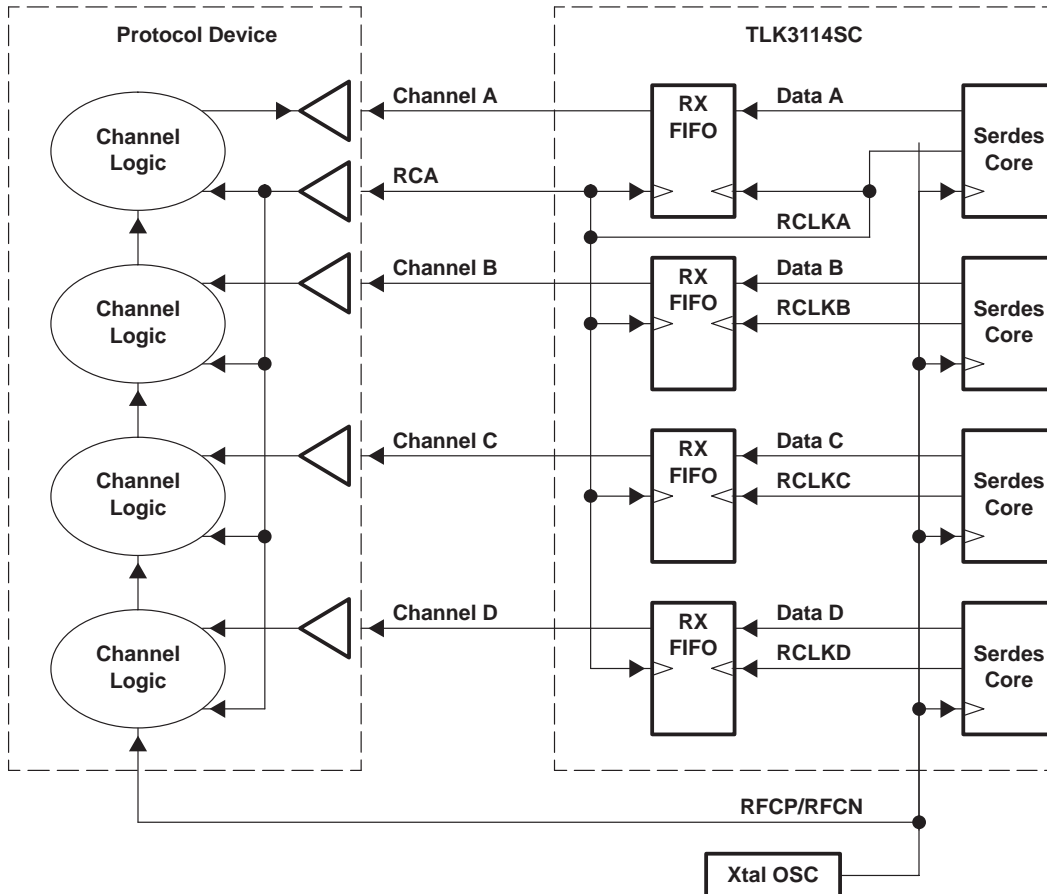 Protocol Device
TLK3114SC
Channel A
RX
FIFO
Data A
Channel
Logic
Serdes
Core
RCA
RCLKA
Channel B
RX
FIFO
Data B
Channel
Logic
RCLKB
Serdes
Core
Channel C
RX
FIFO
Data C
Channel
Logic
RCLKC
Serdes
Core
Channel D
RX
FIFO
Data D
Channel
Logic
RCLKD
Serdes
Core
RFCP/RFCN
Xtal OSC